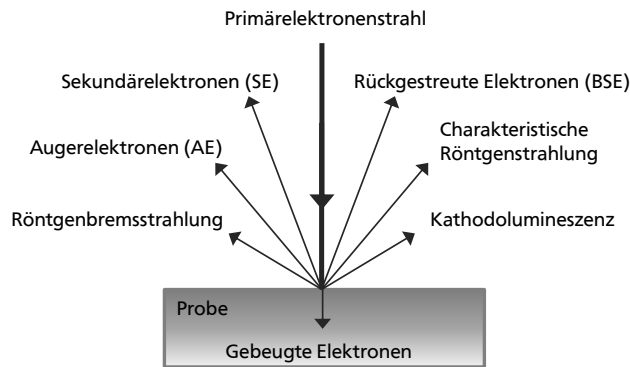 Primärelektronenstrahl
Sekundärelektronen (SE)
Rückgestreute Elektronen (BSE)
Augerelektronen (AE)
Charakteristische
Röntgenstrahlung
Röntgenbremsstrahlung
Kathodolumineszenz
Probe
Gebeugte Elektronen